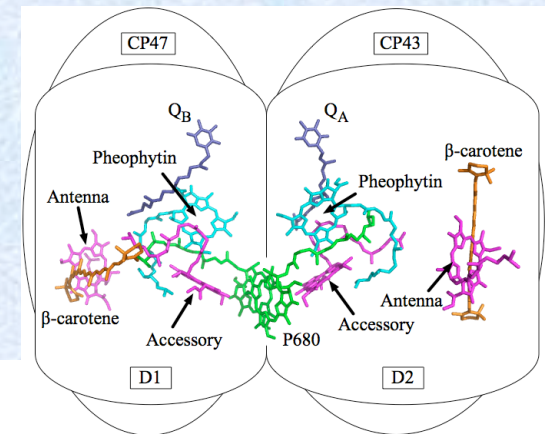 CP47
CP43
QB
QA
β-carotene
Pheophytin
Pheophytin
Antenna
Antenna
β-carotene
Accessory
Accessory
P680
D1
D2